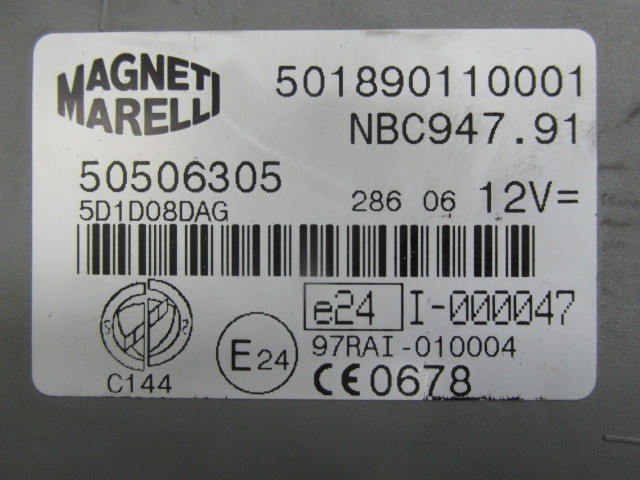 MAGNETI
MARELLI
501890110001
NBC947.91
50506305
5D1D08DAG
286 06 12V=
e24 I-000047
97RAI-010004
E24
C144
CE0678